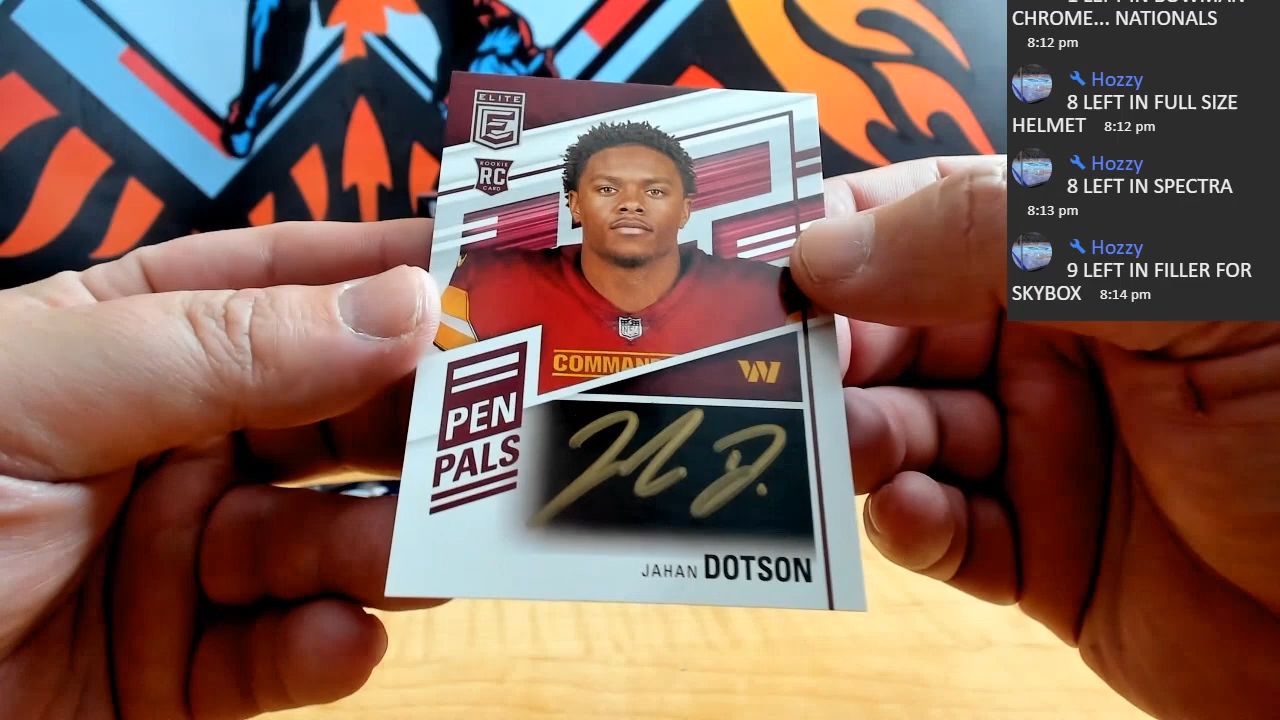 CHROME... NATIONALS
8:12 pm
Hozzy
8 LEFT IN FULL SIZE
HELMET 8:12 pm
Hozzy
8 LEFT IN SPECTRA
8:13 pm
Hozzy
9 LEFT IN FILLER FOR
SKYBOX 8:14 pm
ELITE
E
ROOKIE
RC
CARD
NFL
COMMAN
W
PEN
PALS
J D.
JAHAN DOTSON